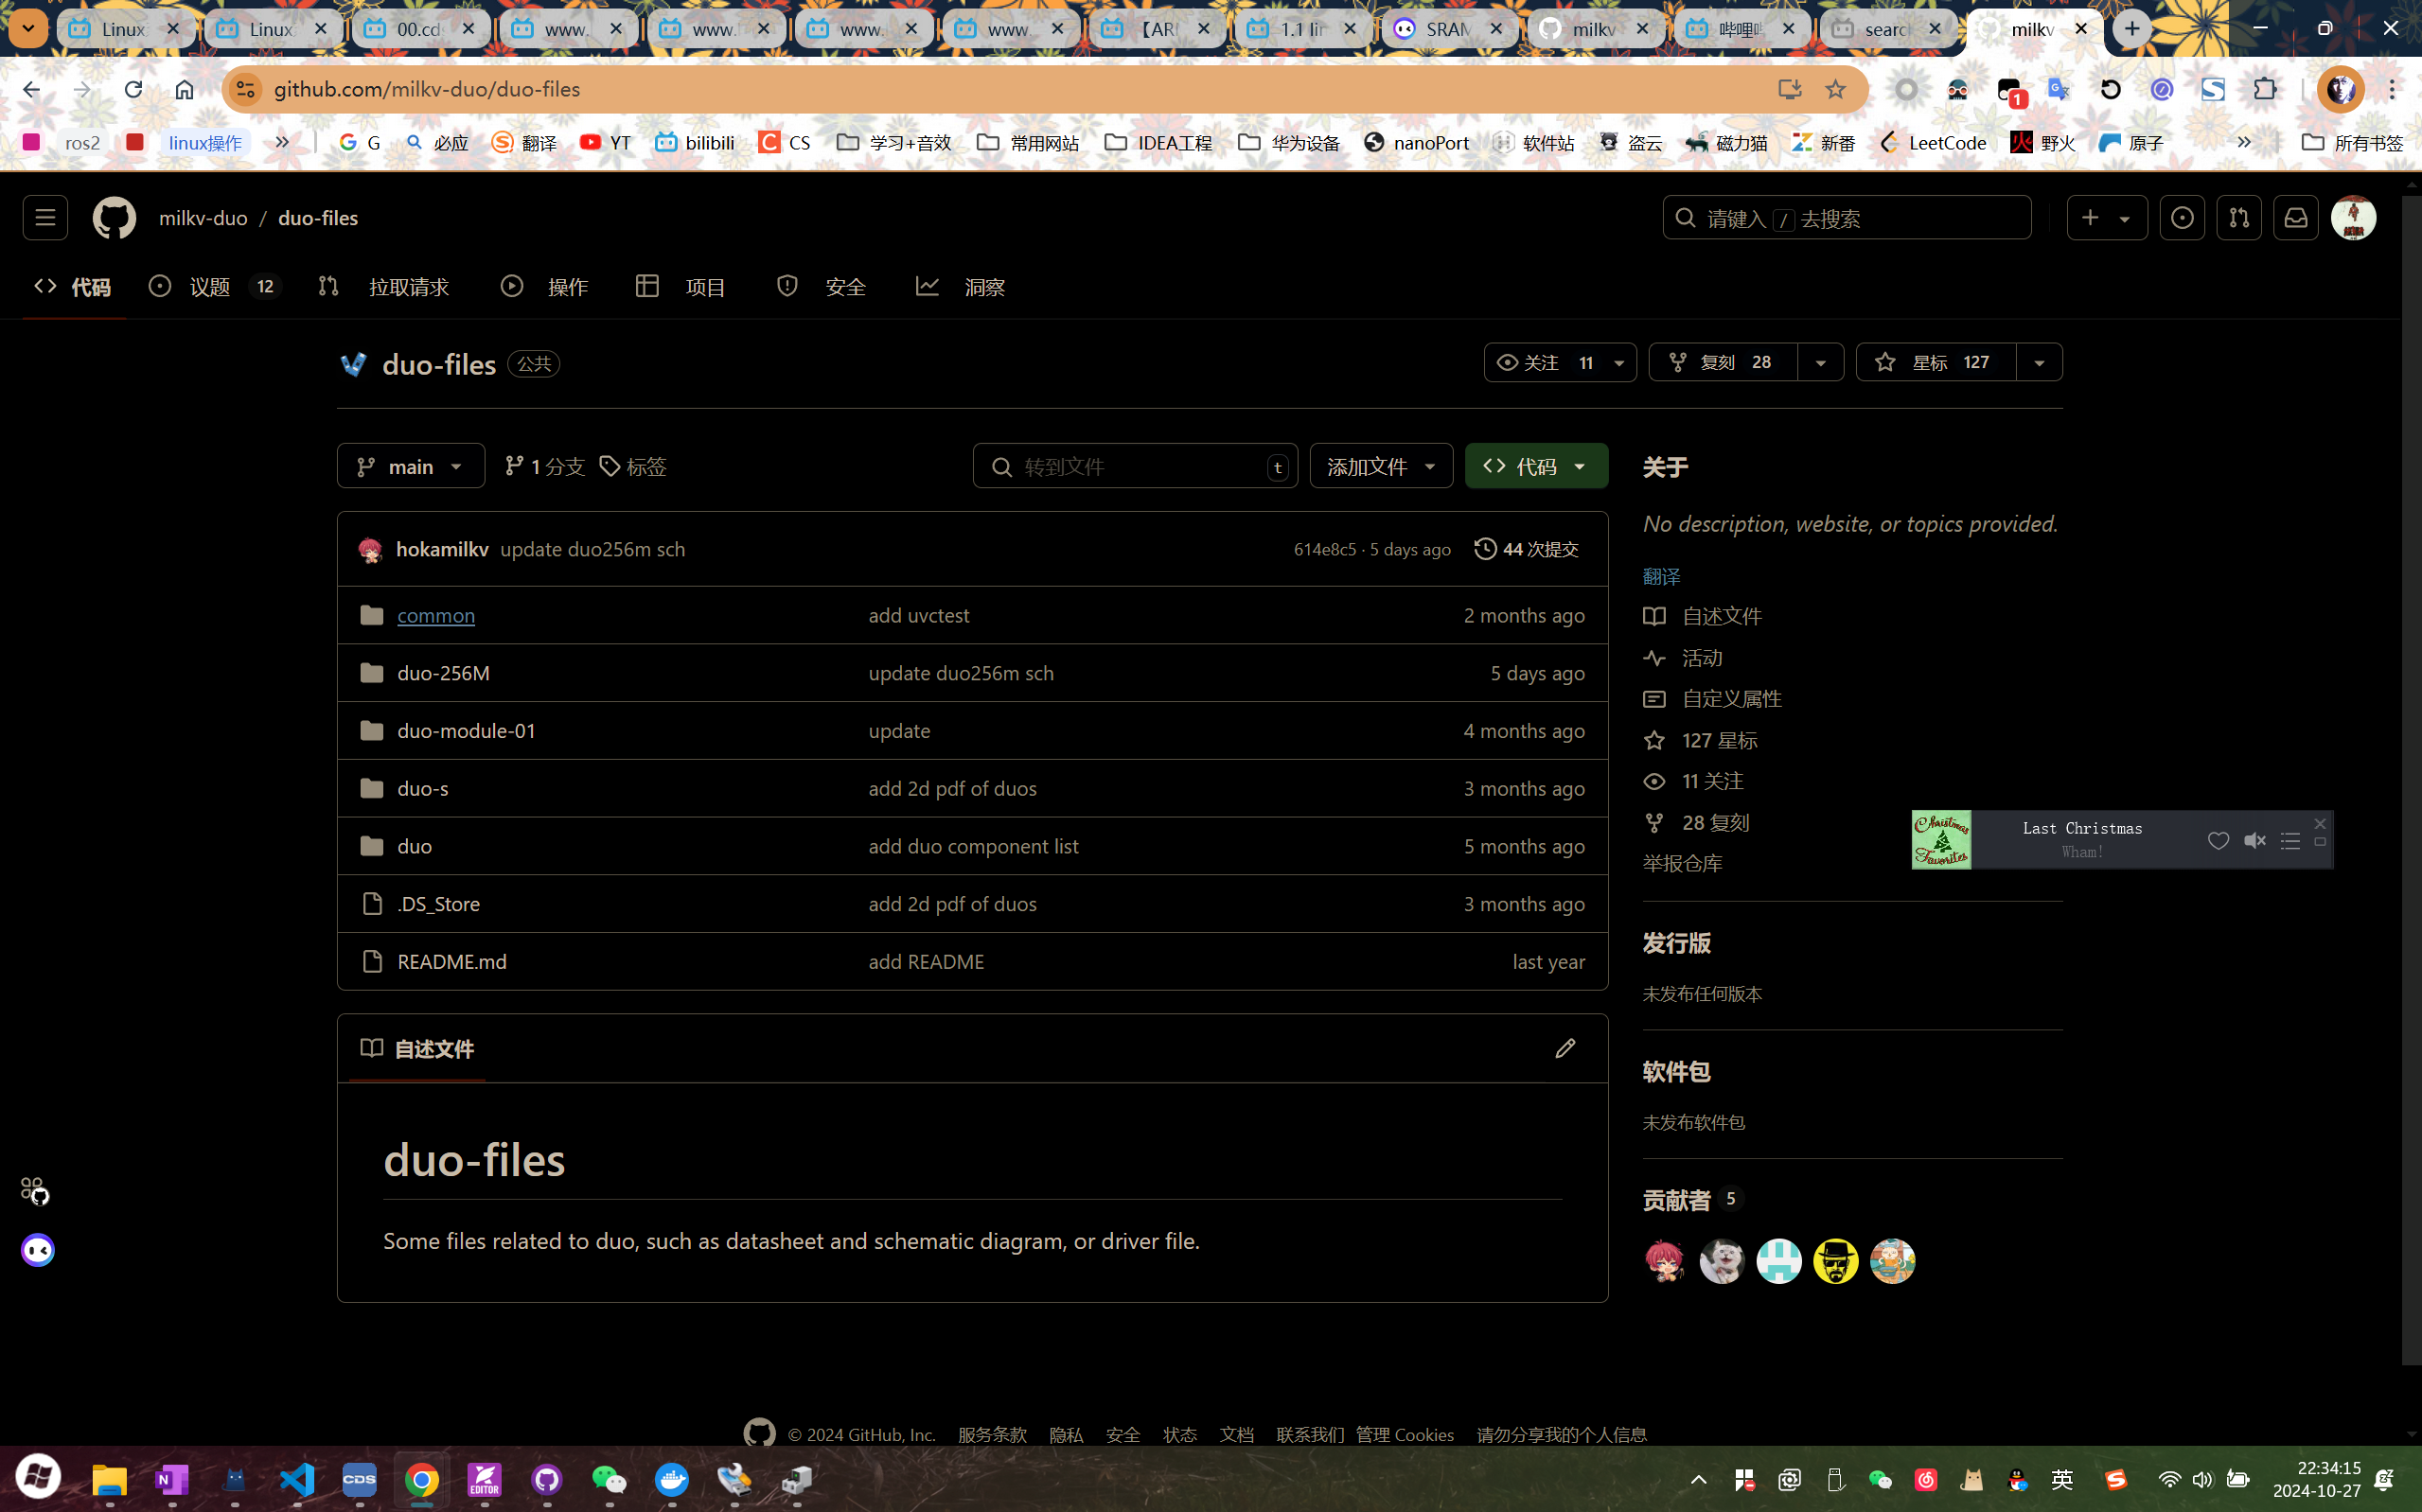 Linux
Linux
00.cd
www.
www.
www.
www.
【AR
1.1 lin
SRAM
milkv
哔哩
searc
milkv
github.com/milkv-duo/duo-files
1
ros2
linux操作
G
必应
翻译
YT
bilibili
CS
学习+音效
常用网站
IDEA工程
华为设备
nanoPort
软件站
盗云
磁力猫
新番
LeetCode
野火
原子
所有书签
milkv-duo / duo-files
请键入 / 去搜索
代码
议题 12
拉取请求
操作
项目
安全
洞察
duo-files 公共
关注 11
复刻 28
星标 127
main
1 分支
标签
转到文件 t
添加文件
代码
hokamilkv update duo256m sch 614e8c5 · 5 days ago 44 次提交
common add uvctest 2 months ago
duo-256M update duo256m sch 5 days ago
duo-module-01 update 4 months ago
duo-s add 2d pdf of duos 3 months ago
duo add duo component list 5 months ago
.DS_Store add 2d pdf of duos 3 months ago
README.md add README last year
自述文件
duo-files
Some files related to duo, such as datasheet and schematic diagram, or driver file.
关于
No description, website, or topics provided.
翻译
自述文件
活动
自定义属性
127 星标
11 关注
28 复刻
举报仓库
Christmas
Favorites
Last Christmas
Wham!
发行版
未发布任何版本
软件包
未发布软件包
贡献者 5
© 2024 GitHub, Inc. 服务条款 隐私 安全 状态 文档 联系我们 管理 Cookies 请勿分享我的个人信息
N
CDS
EDITOR
英
22:34:15
2024-10-27